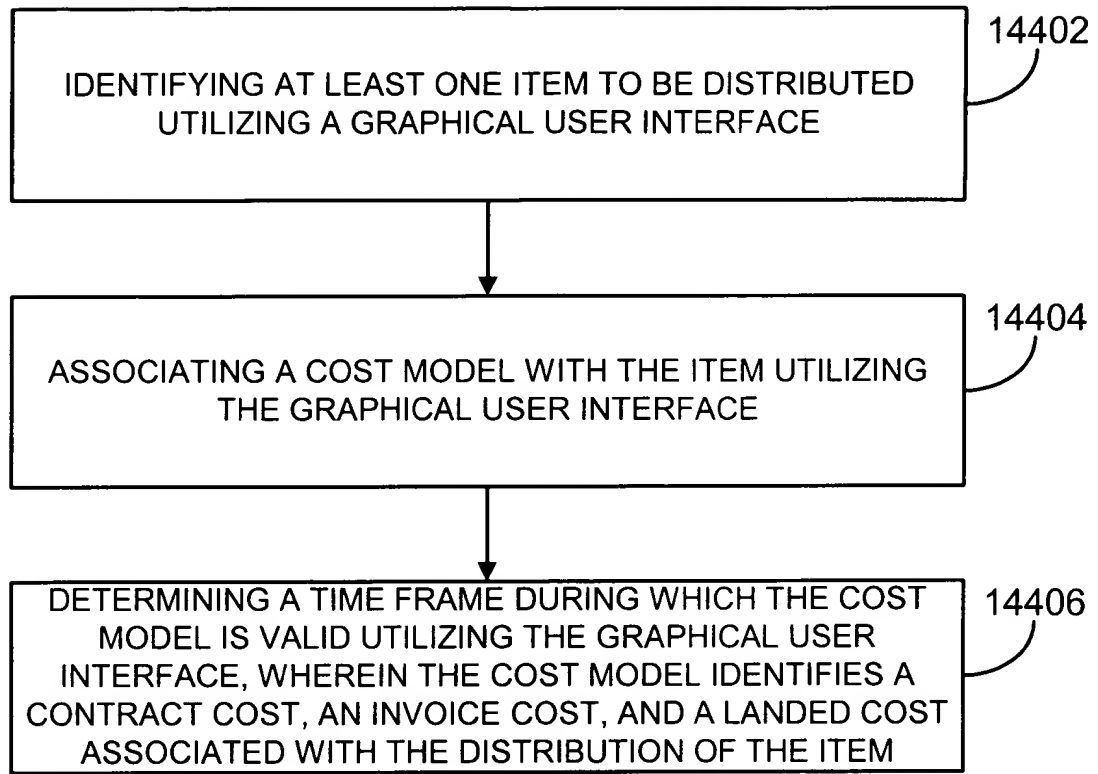 14402
IDENTIFYING AT LEAST ONE ITEM TO BE DISTRIBUTED
UTILIZING A GRAPHICAL USER INTERFACE
14404
ASSOCIATING A COST MODEL WITH THE ITEM UTILIZING
THE GRAPHICAL USER INTERFACE
14406
DETERMINING A TIME FRAME DURING WHICH THE COST
MODEL IS VALID UTILIZING THE GRAPHICAL USER
INTERFACE, WHEREIN THE COST MODEL IDENTIFIES A
CONTRACT COST, AN INVOICE COST, AND A LANDED COST
ASSOCIATED WITH THE DISTRIBUTION OF THE ITEM